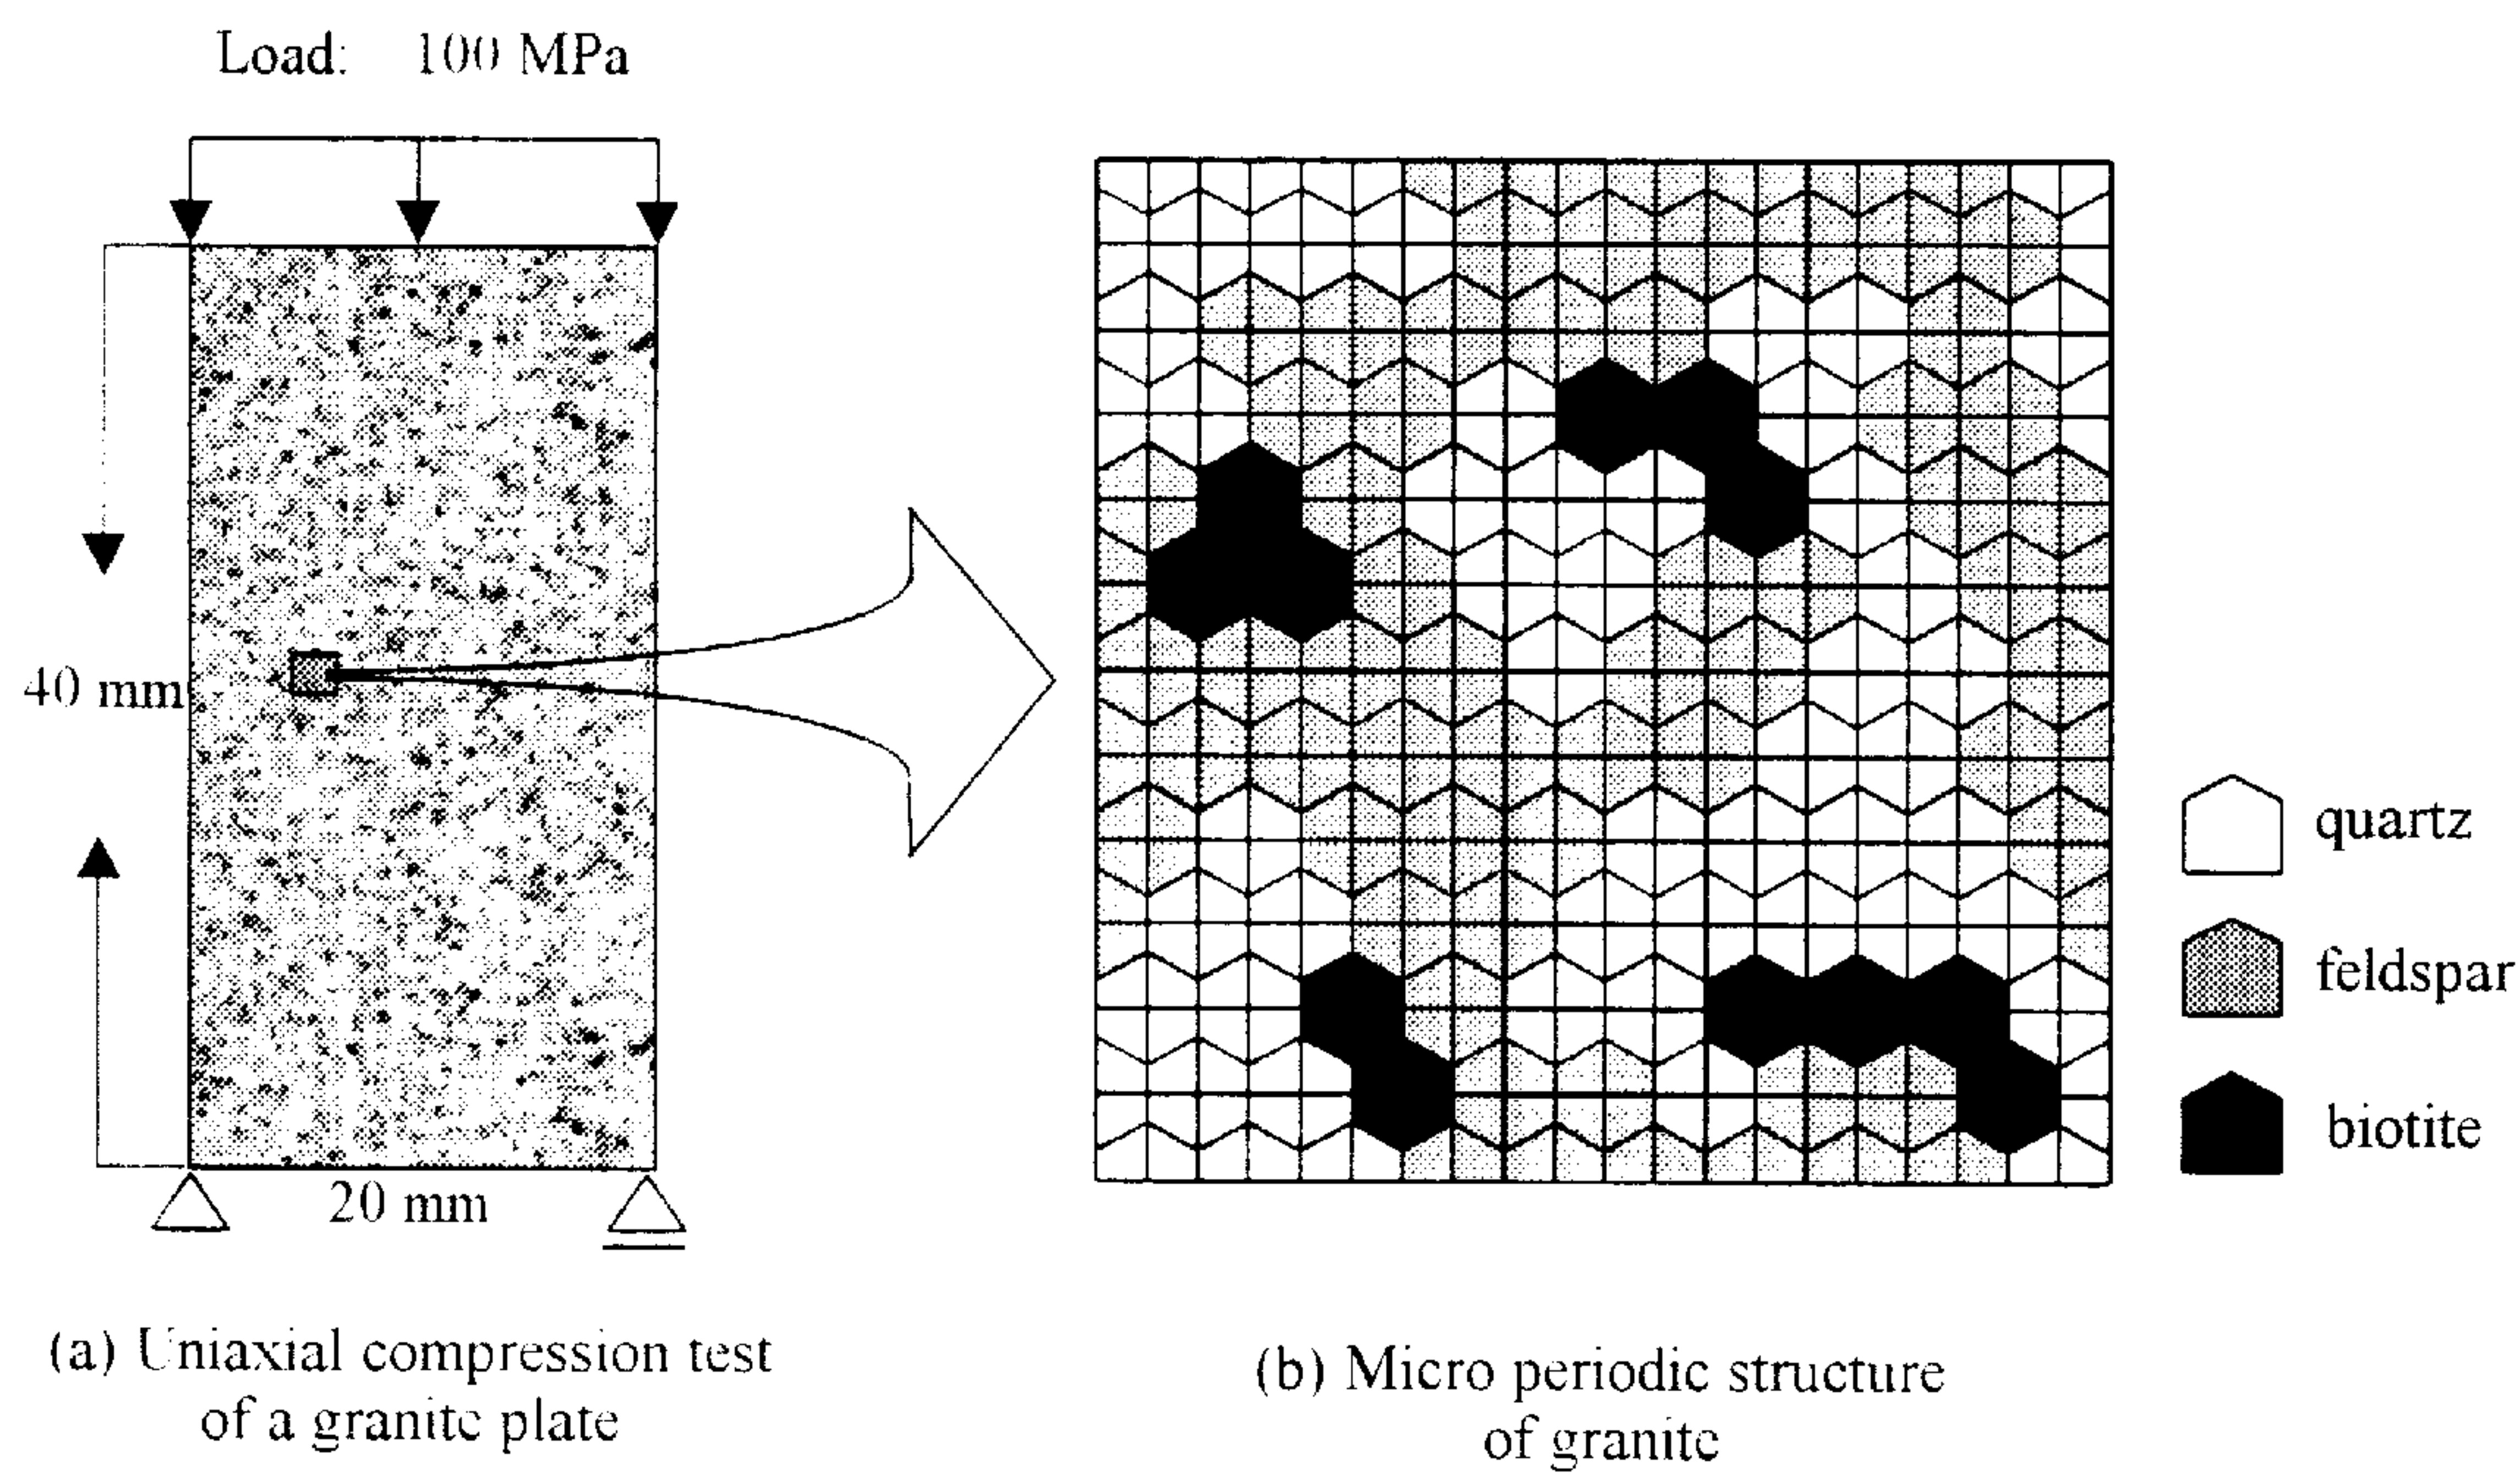 Load: 100 MPa
40 mm
20 mm
quartz
feldspar
biotite
(a) Uniaxial compression test
of a granite plate
(b) Micro periodic structure
of granite